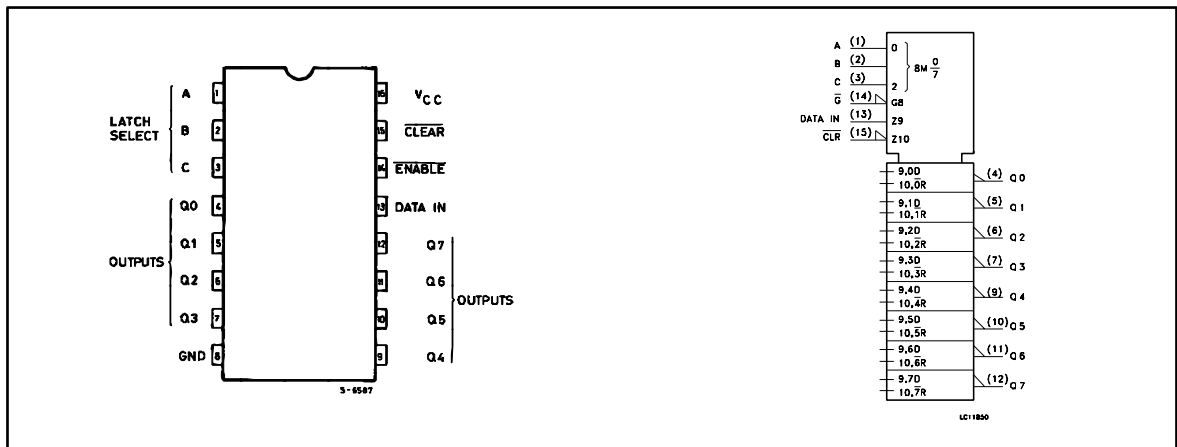 A 1
B 2
C 3
LATCH
SELECT
Q0 4
Q1 5
Q2 6
Q3 7
OUTPUTS
GND 8
16 VCC
15 CLEAR
14 ENABLE
13 DATA IN
12 Q7
11 Q6
10 Q5
9 Q4
OUTPUTS
S-6587
A (1) 0
B (2)
C (3) 2
8M 0/7
G (14) G8
DATA IN (13) Z9
CLR (15) Z10
9,0D
10,0R (4) Q0
9,1D
10,1R (5) Q1
9,2D
10,2R (6) Q2
9,3D
10,3R (7) Q3
9,4D
10,4R (9) Q4
9,5D
10,5R (10) Q5
9,6D
10,6R (11) Q6
9,7D
10,7R (12) Q7
LC11850